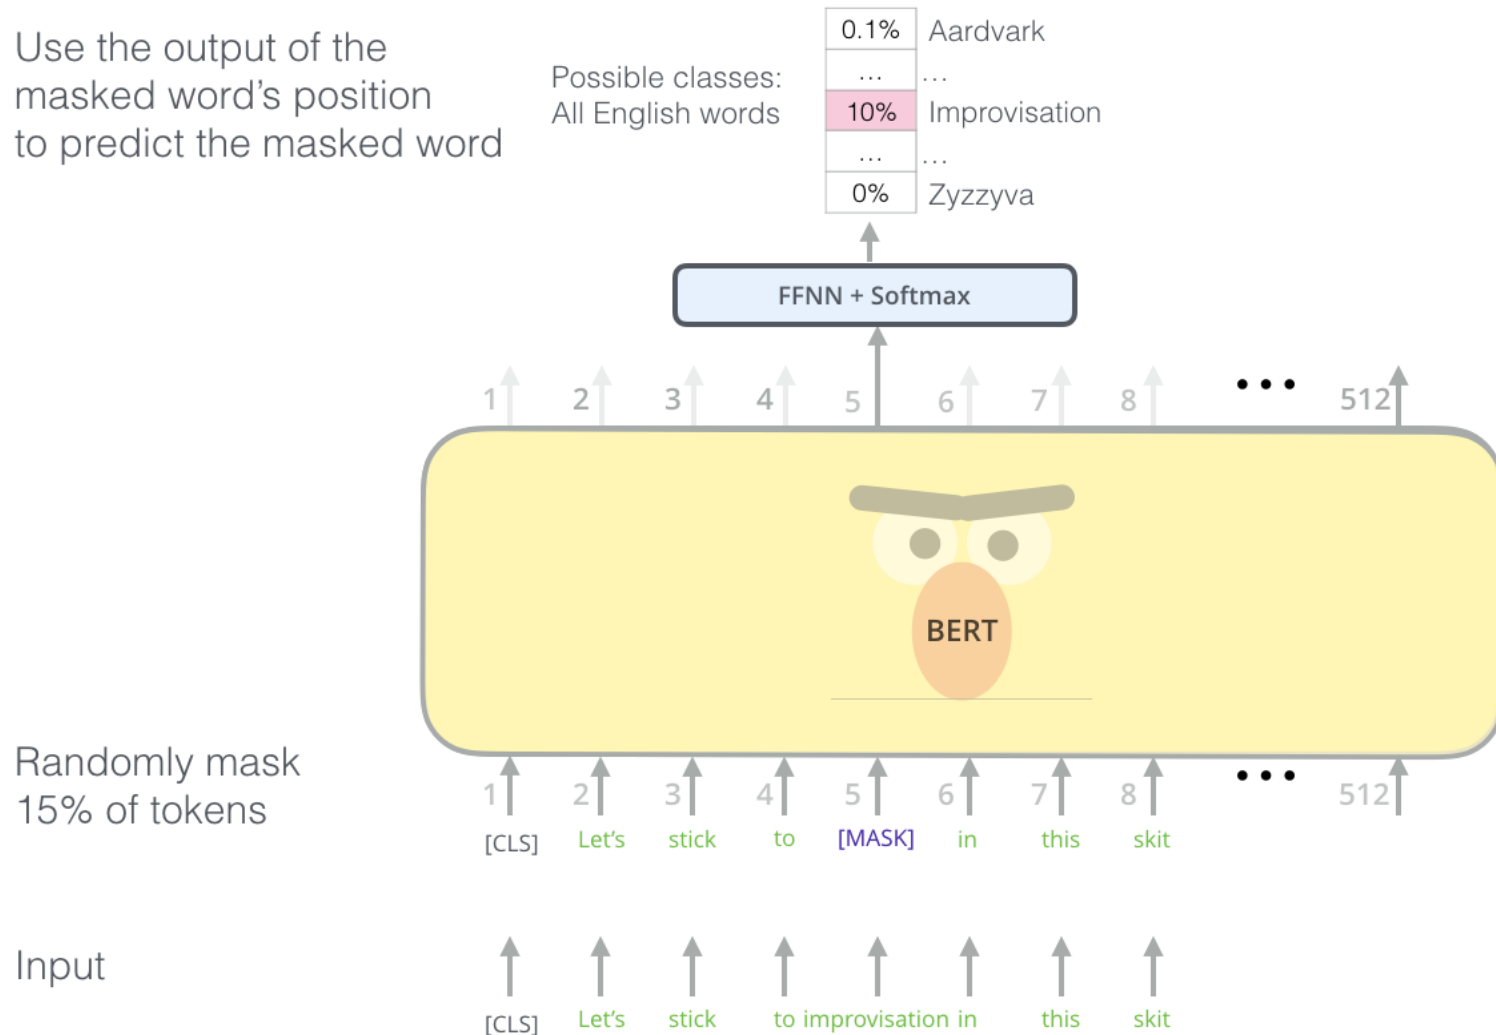 Use the output of the
masked word's position
to predict the masked word
Possible classes:
All English words
0.1% Aardvark
... ...
10% Improvisation
... ...
0% Zyzzyva
FFNN + Softmax
1 2 3 4 5 6 7 8 ••• 512
BERT
Randomly mask
15% of tokens
1 2 3 4 5 6 7 8 ••• 512
[CLS] Let's stick to [MASK] in this skit
Input
[CLS] Let's stick to improvisation in this skit